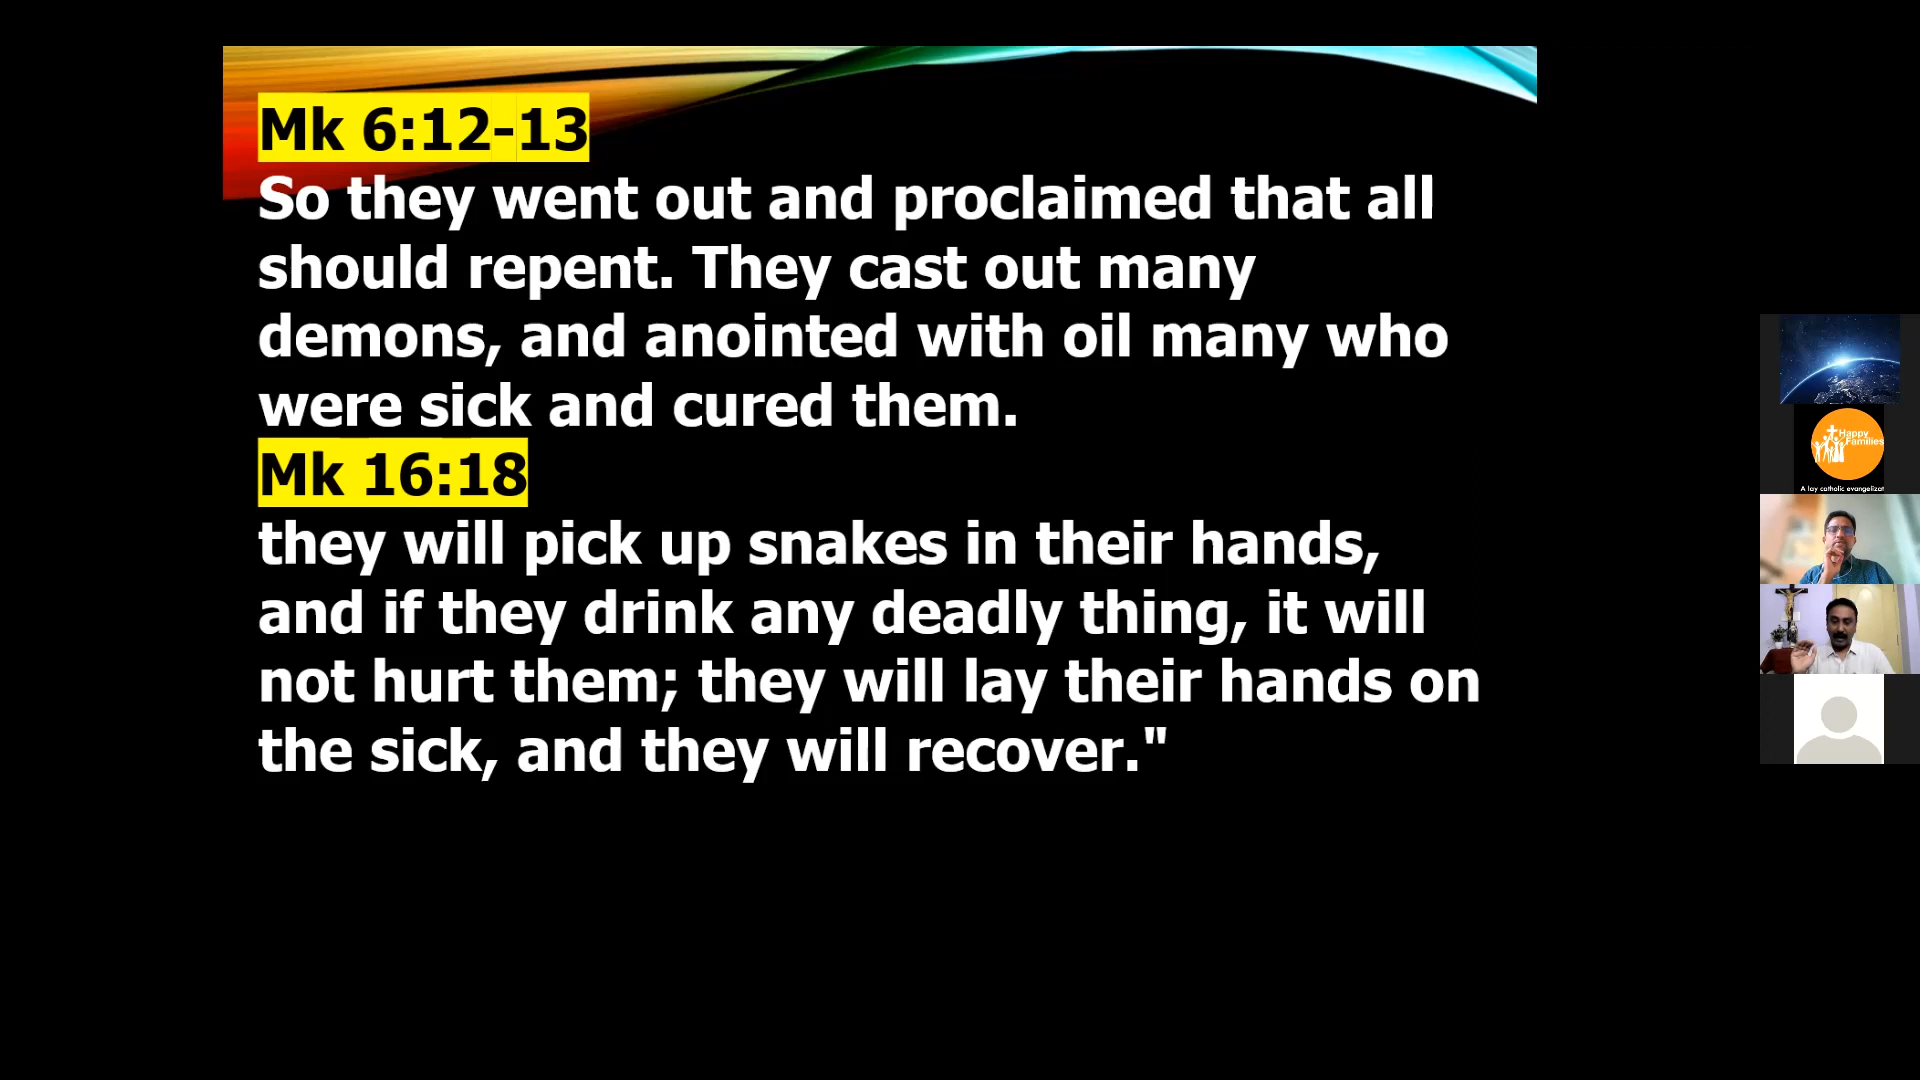 Mk 6:12-13
So they went out and proclaimed that all
should repent. They cast out many
demons, and anointed with oil many who
were sick and cured them.
Mk 16:18
they will pick up snakes in their hands,
and if they drink any deadly thing, it will
not hurt them; they will lay their hands on
the sick, and they will recover."
Happy
Families
A lay catholic evangelizat